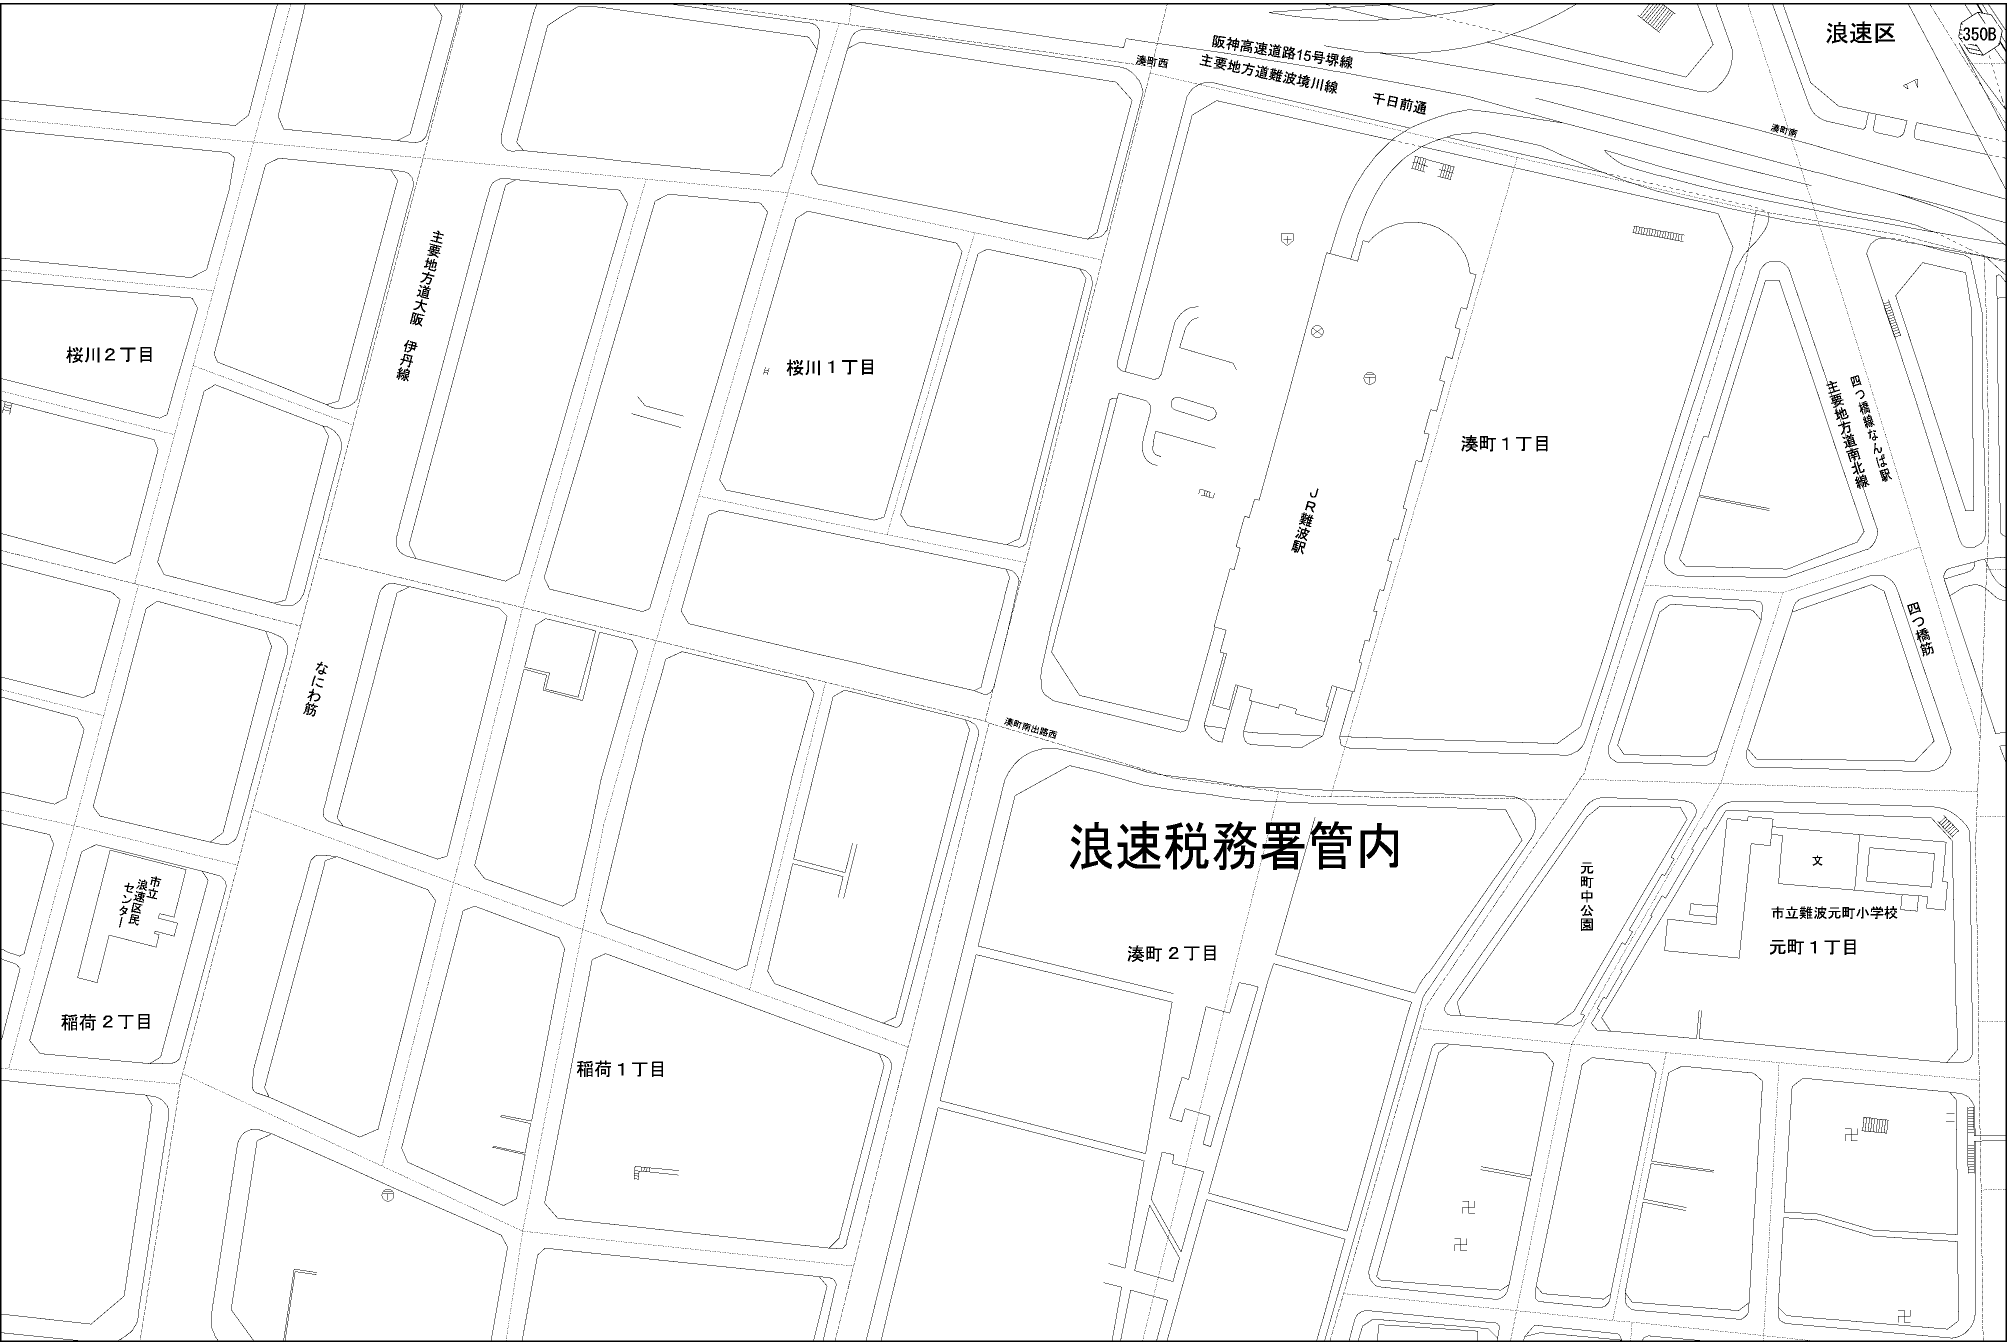 浪速区
350B
阪神高速道路15号堺線
主要地方道難波境川線
湊町西
千日前通
湊町南
主要地方道大阪　伊丹線
桜川２丁目
桜川１丁目
湊町１丁目
ＪＲ難波駅
四つ橋線なんば駅
主要地方道南北線
四つ橋筋
なにわ筋
湊町南出路西
浪速税務署管内
元町中公園
文
市立難波元町小学校
元町１丁目
市立
浪速区民
センター
湊町２丁目
稲荷２丁目
稲荷１丁目